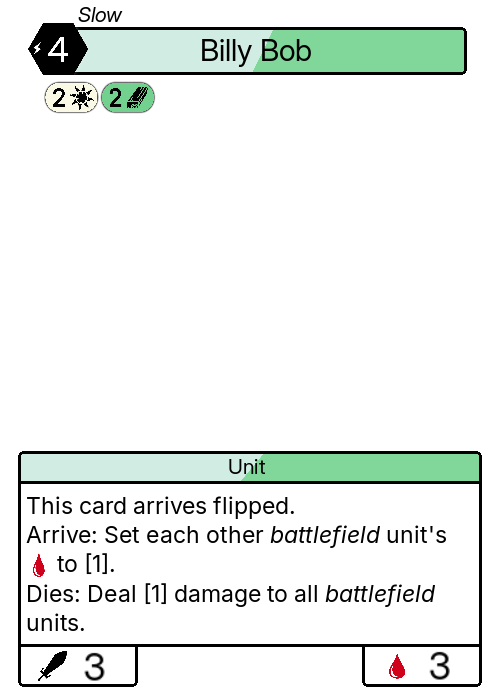 Slow
4
Billy Bob
2 2
Unit
This card arrives flipped.
Arrive: Set each other battlefield unit's
to [1].
Dies: Deal [1] damage to all battlefield
units.
3 3